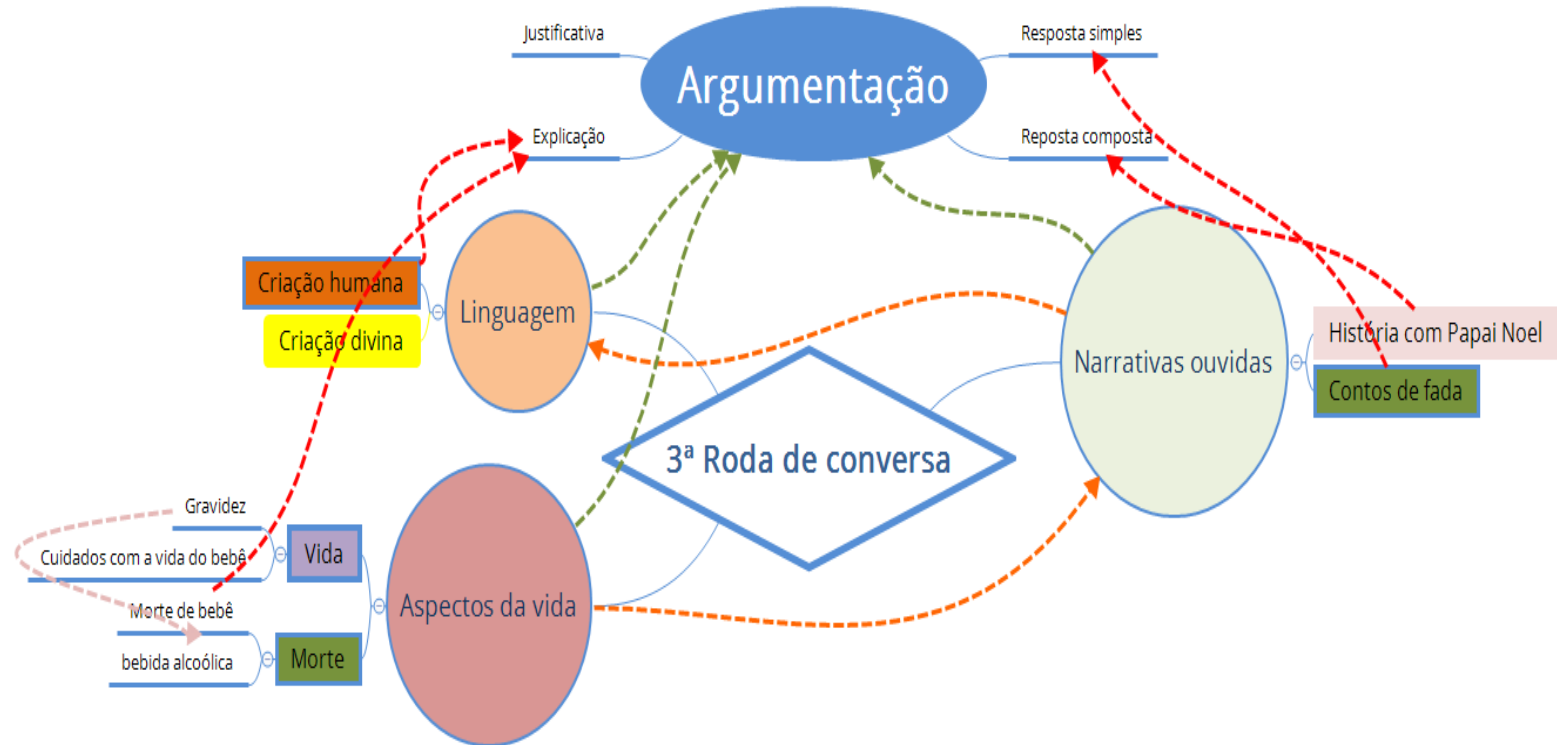 Justificativa
Argumentação
Resposta simples
Explicação
Reposta composta
Criação humana
Linguagem
Criação divina
Narrativas ouvidas
História com Papai Noel
Contos de fada
3ª Roda de conversa
Gravidez
Vida
Cuidados com a vida do bebê
Aspectos da vida
Morte de bebê
Morte
bebida alcoólica